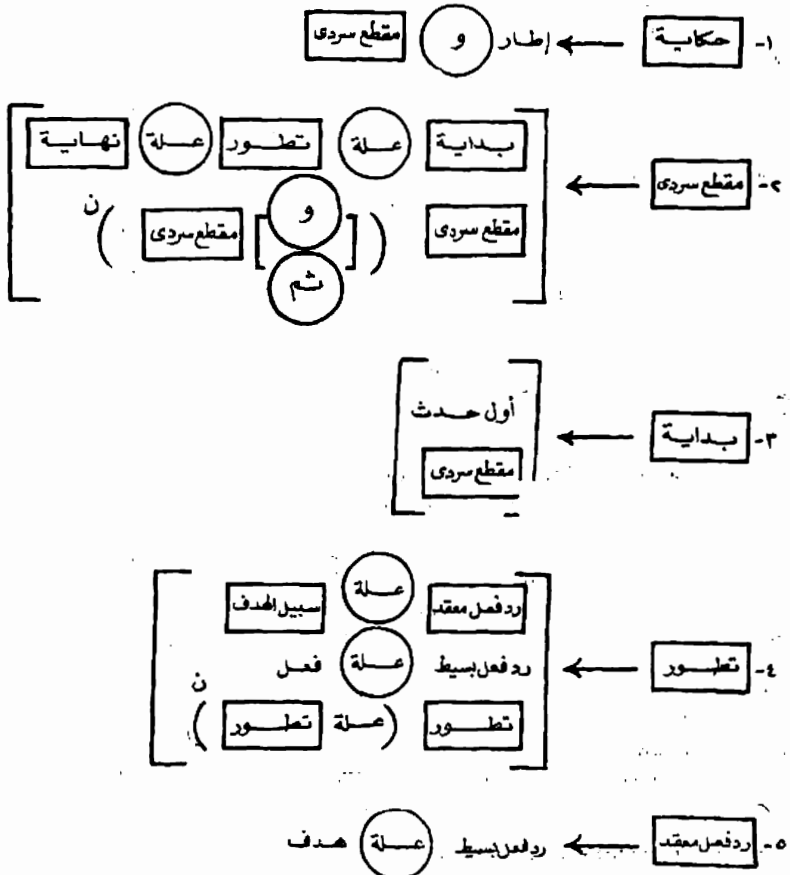 ١- حكاية ← إطار و مقطع سردى
بداية علة تطور علة نهاية
٢- مقطع سردى ←
مقطع سردى ( [ و ثم ] مقطع سردى ) ن
أول حدث
٣- بداية ←
مقطع سردى
رد فعل معقد علة سبيل الهدف
٤- تطور ← رد فعل بسيط علة فعل
تطور ( علة تطور ) ن
٥- رد فعل معقد ← رد فعل بسيط علة هدف